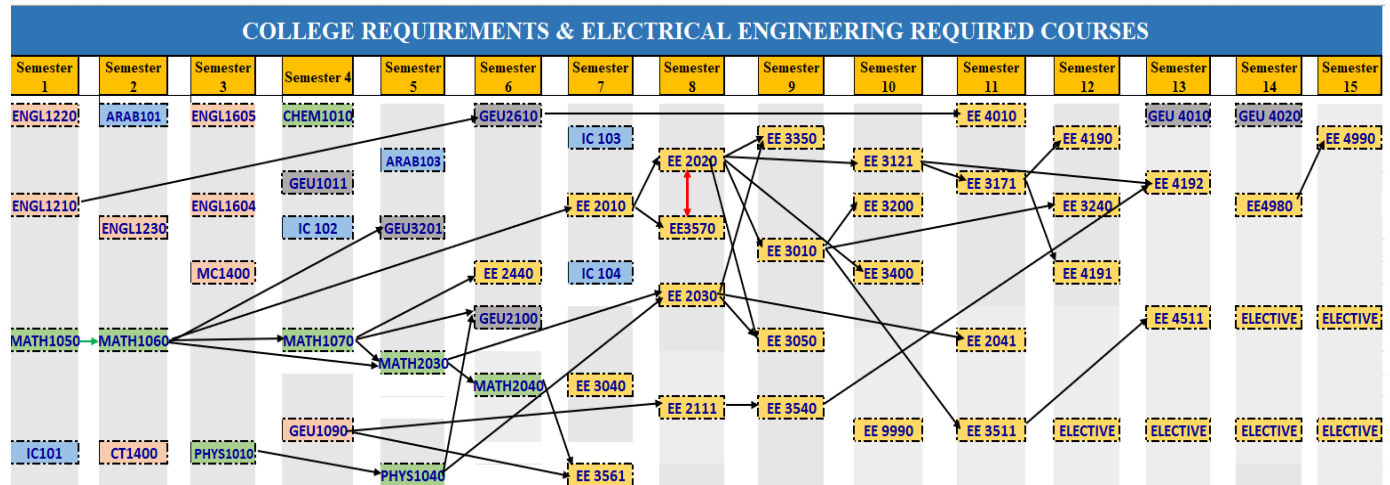 COLLEGE REQUIREMENTS & ELECTRICAL ENGINEERING REQUIRED COURSES
Semester 1
Semester 2
Semester 3
Semester 4
Semester 5
Semester 6
Semester 7
Semester 8
Semester 9
Semester 10
Semester 11
Semester 12
Semester 13
Semester 14
Semester 15
ENGL1220
ENGL1210
MATH1050
IC101
ARAB101
ENGL1230
MATH1060
CT1400
ENGL1605
ENGL1604
MC1400
PHYS1010
CHEM1010
GEU1011
IC 102
MATH1070
GEU1090
ARAB103
GEU3201
MATH2030
PHYS1040
GEU2610
EE 2440
GEU2100
MATH2040
IC 103
EE 2010
IC 104
EE 3040
EE 3561
EE 2020
EE3570
EE 2030
EE 2111
EE 3350
EE 3010
EE 3050
EE 3540
EE 3121
EE 3200
EE 3400
EE 9990
EE 4010
EE 3171
EE 2041
EE 3511
EE 4190
EE 3240
EE 4191
ELECTIVE
GEU 4010
EE 4192
EE 4511
ELECTIVE
GEU 4020
EE4980
ELECTIVE
ELECTIVE
EE 4990
ELECTIVE
ELECTIVE